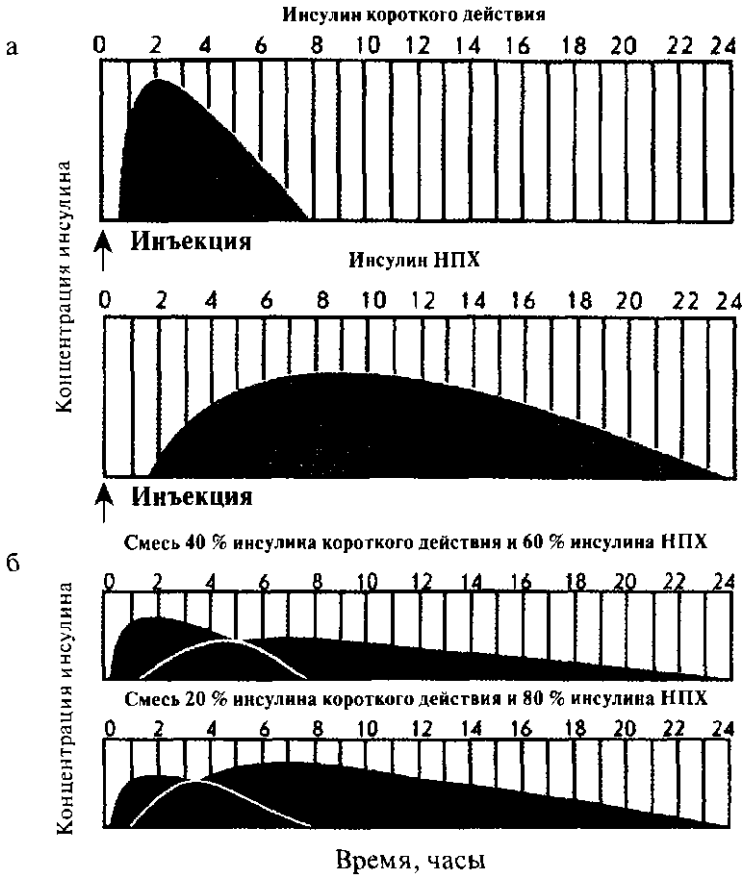 Инсулин короткого действия
0 2 4 6 8 10 12 14 16 18 20 22 24
а
Концентрация инсулина
Инъекция
Инсулин НПХ
0 2 4 6 8 10 12 14 16 18 20 22 24
Инъекция
Смесь 40 % инсулина короткого действия и 60 % инсулина НПХ
б
0 2 4 6 8 10 12 14 16 18 20 22 24
Концентрация инсулина
Смесь 20 % инсулина короткого действия и 80 % инсулина НПХ
0 2 4 6 8 10 12 14 16 18 20 22 24
Время, часы